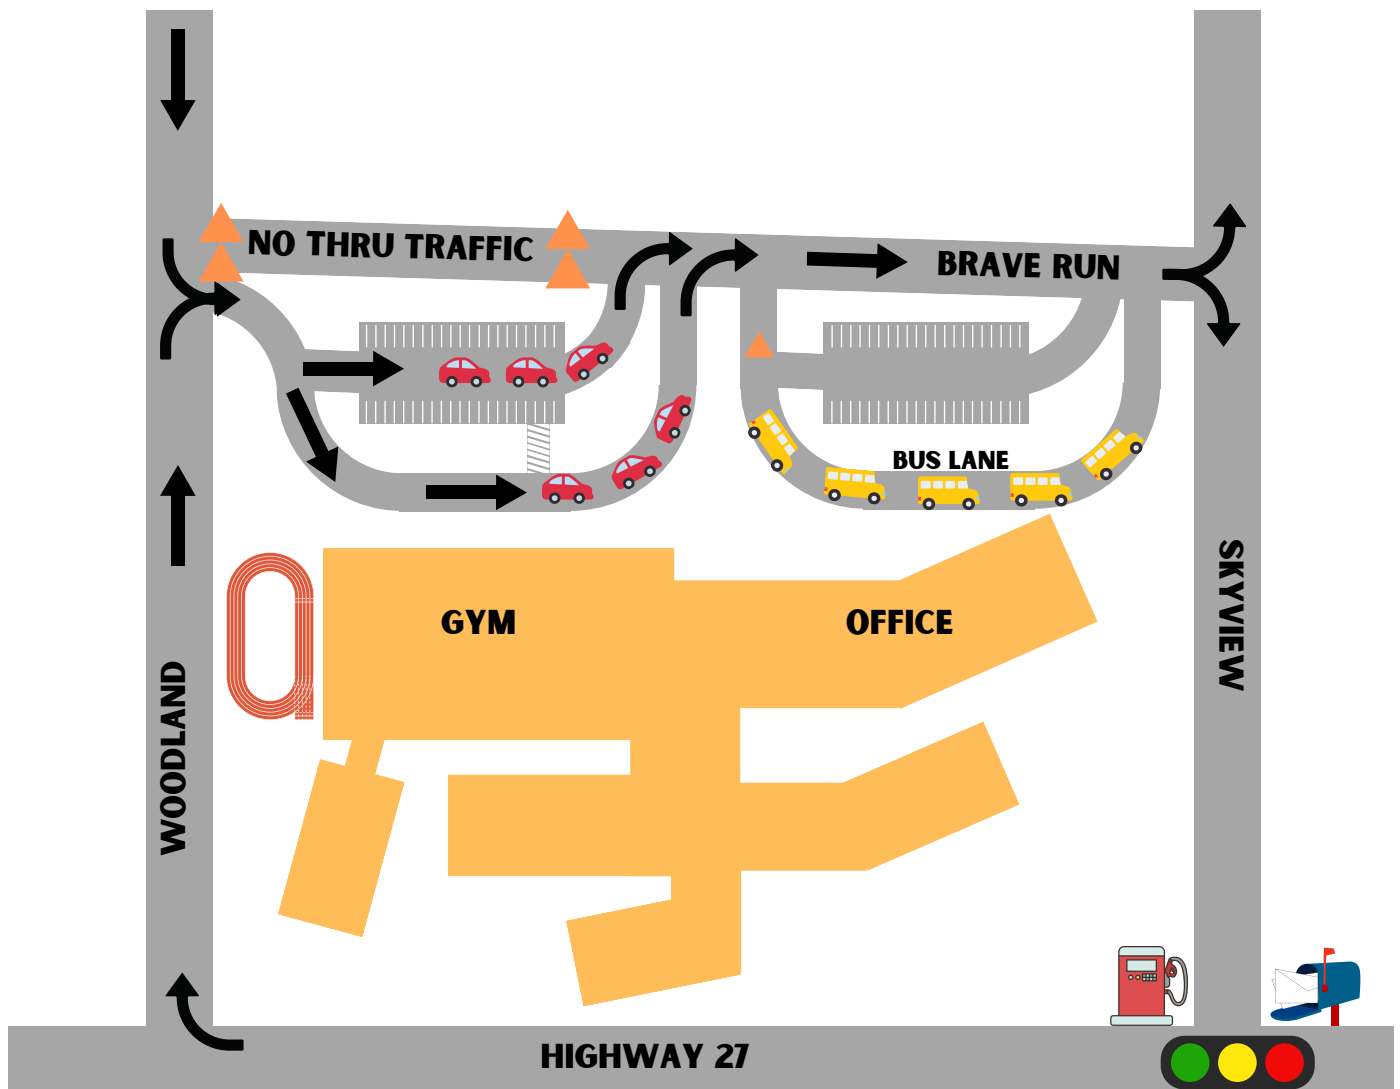 NO THRU TRAFFIC
BRAVE RUN
BUS LANE
GYM
OFFICE
WOODLAND
SKYVIEW
HIGHWAY 27